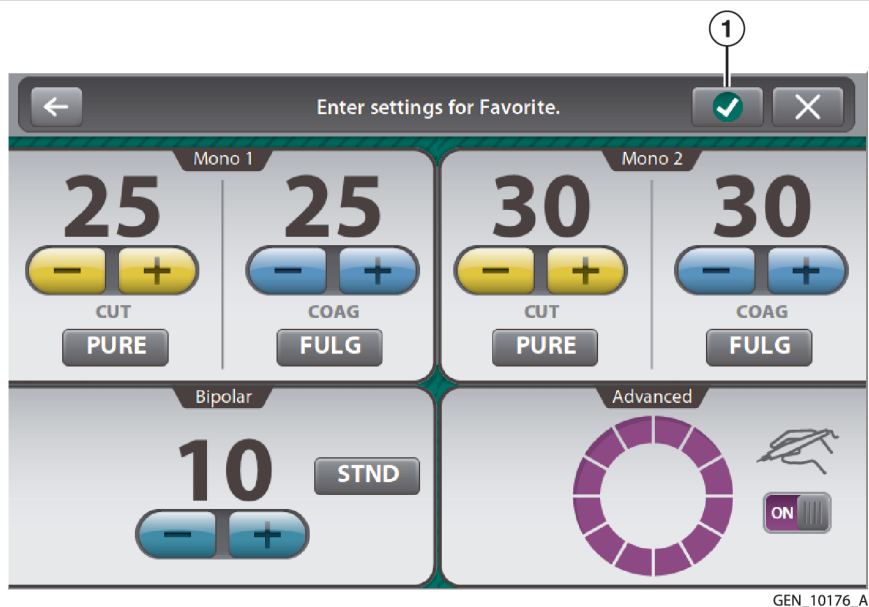 1
Enter settings for Favorite.
Mono 1
Mono 2
25
25
30
30
CUT
COAG
CUT
COAG
PURE
FULG
PURE
FULG
Bipolar
Advanced
10
STND
ON
GEN_10176_A